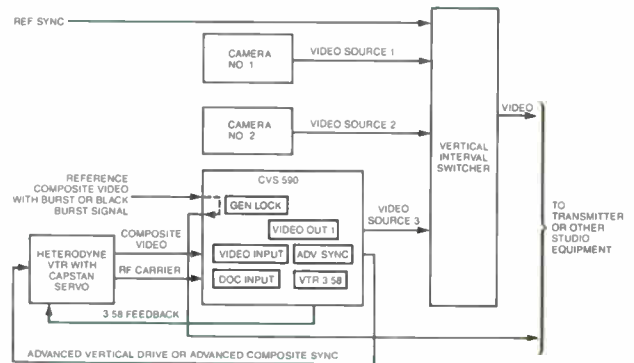 REF SYNC
CAMERA
NO 1
VIDEO SOURCE 1
CAMERA
NO 2
VIDEO SOURCE 2
VERTICAL
INTERVAL
SWITCHER
VIDEO
TO
TRANSMITTER
OR OTHER
STUDIO
EQUIPMENT
REFERENCE
COMPOSITE VIDEO
WITH BURST OR BLACK
BURST SIGNAL
CVS 590
GEN LOCK
VIDEO OUT 1
VIDEO INPUT
ADV SYNC
DOC INPUT
VTR 3 58
VIDEO
SOURCE 3
COMPOSITE
VIDEO
RF CARRIER
HETERODYNE
VTR WITH
CAPSTAN
SERVO
3 58 FEEDBACK
ADVANCED VERTICAL DRIVE OR ADVANCED COMPOSITE SYNC